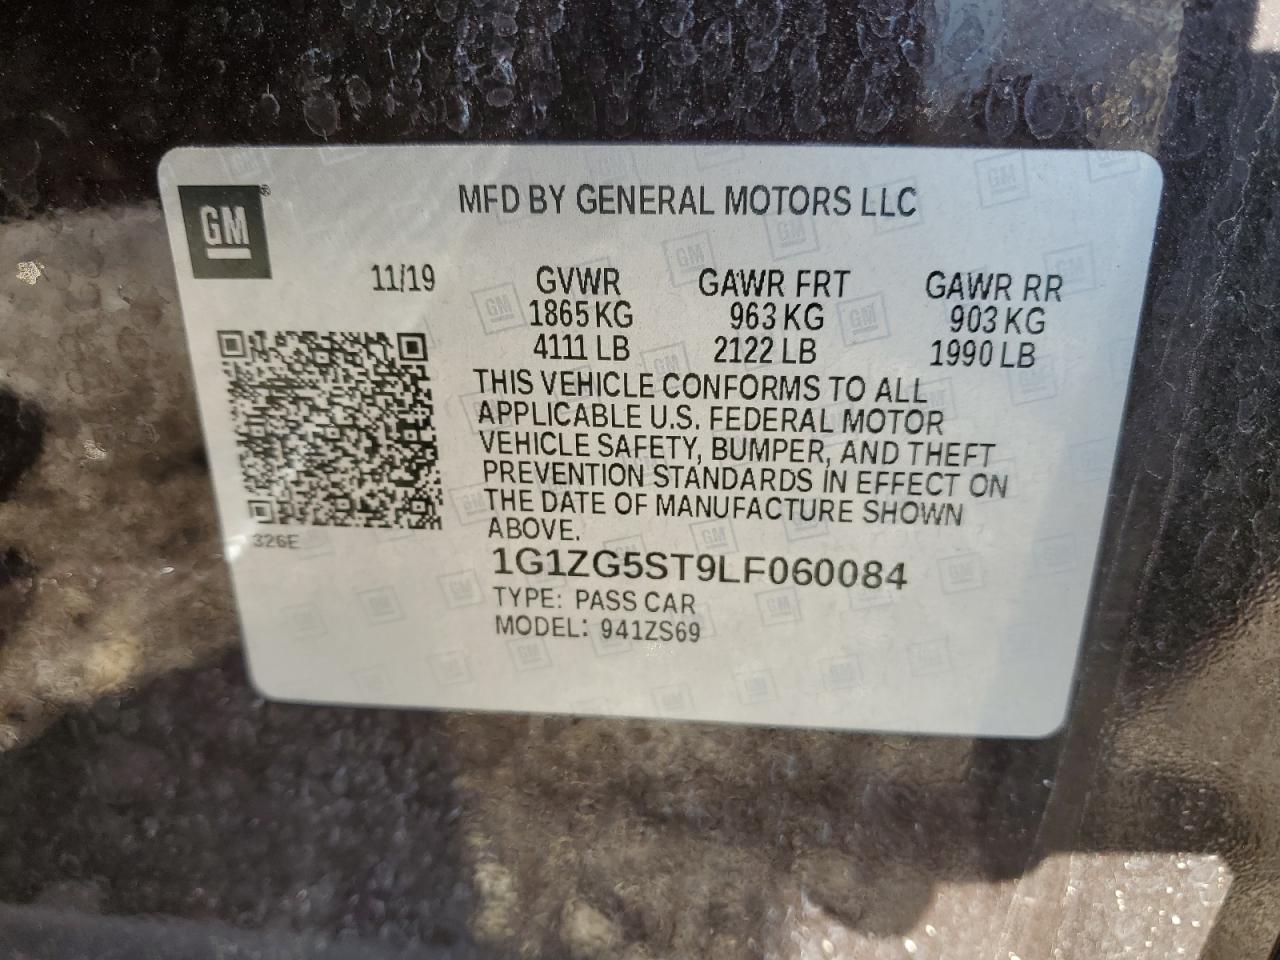 MFD BY GENERAL MOTORS LLC
GM®
11/19 GVWR GAWR FRT GAWR RR
1865 KG 963 KG 903 KG
4111 LB 2122 LB 1990 LB
THIS VEHICLE CONFORMS TO ALL
APPLICABLE U.S. FEDERAL MOTOR
VEHICLE SAFETY, BUMPER, AND THEFT
PREVENTION STANDARDS IN EFFECT ON
THE DATE OF MANUFACTURE SHOWN
ABOVE.
326E
1G1ZG5ST9LF060084
TYPE: PASS CAR
MODEL: 941ZS69